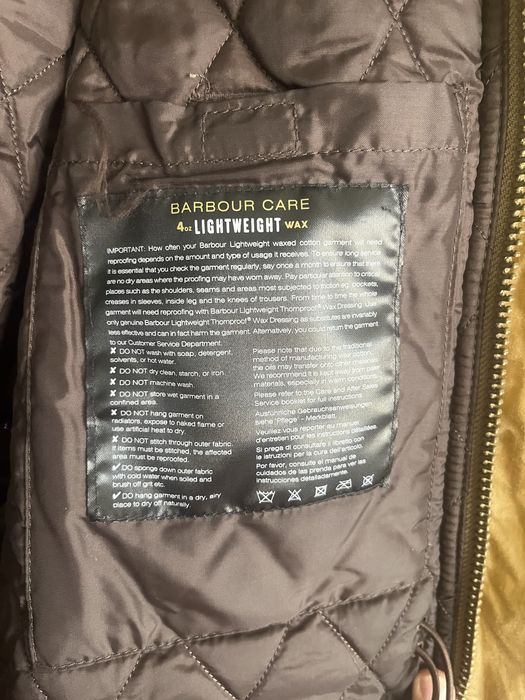 BARBOUR CARE
4oz LIGHTWEIGHT WAX
IMPORTANT: How often your Barbour Lightweight waxed cotton garment will need
reproofing depends on the amount and type of usage it receives. To ensure long service
it is essential that you check the garment regularly, say once a month to ensure that there
are no dry areas where the proofing may have worn away. Pay particular attention to critical
places such as the shoulders, seams and areas most subjected to friction eg. pockets,
creases in sleeves, inside leg and the knees of trousers. From time to time the whole
garment will need reproofing with Barbour Lightweight Thornproof® Wax Dressing. Use
only genuine Barbour Lightweight Thornproof® Wax Dressing as substitutes are invariably
less effective and can in fact harm the garment. Alternatively, you could return the garment
to our Customer Service Department:
✘ DO NOT wash with soap, detergent,
solvents, or hot water.
✘ DO NOT dry clean, starch, or iron.
✘ DO NOT machine wash.
✘ DO NOT store wet garment in a
confined area.
✘ DO NOT hang garment on
radiators, expose to naked flame or
use artificial heat to dry.
✘ DO NOT stitch through outer fabric.
If items must be stitched, the affected
area must be reproofed.
✔ DO sponge down outer fabric
with cold water when soiled and
brush off grit etc.
✔ DO hang garment in a dry, airy
place to dry off naturally.
Please note that due to the traditional
method of manufacturing wax cotton,
the oils may transfer onto other materials.
We recommend it is kept away from paler
materials, especially in warm conditions.
Please refer to the Care and After Sales
Service booklet for full instructions.
Ausführliche Gebrauchsanweisungen
siehe 'Pflege' - Merkblatt.
Veuillez vous reporter au manuel
d'entretien pour les instructions détaillées.
Si prega di consultare il libretto con
le istruzioni per la cura dell'articolo.
Por favor, consulte el manual de
cuidados de las prendas para ver las
instrucciones detalladamente.